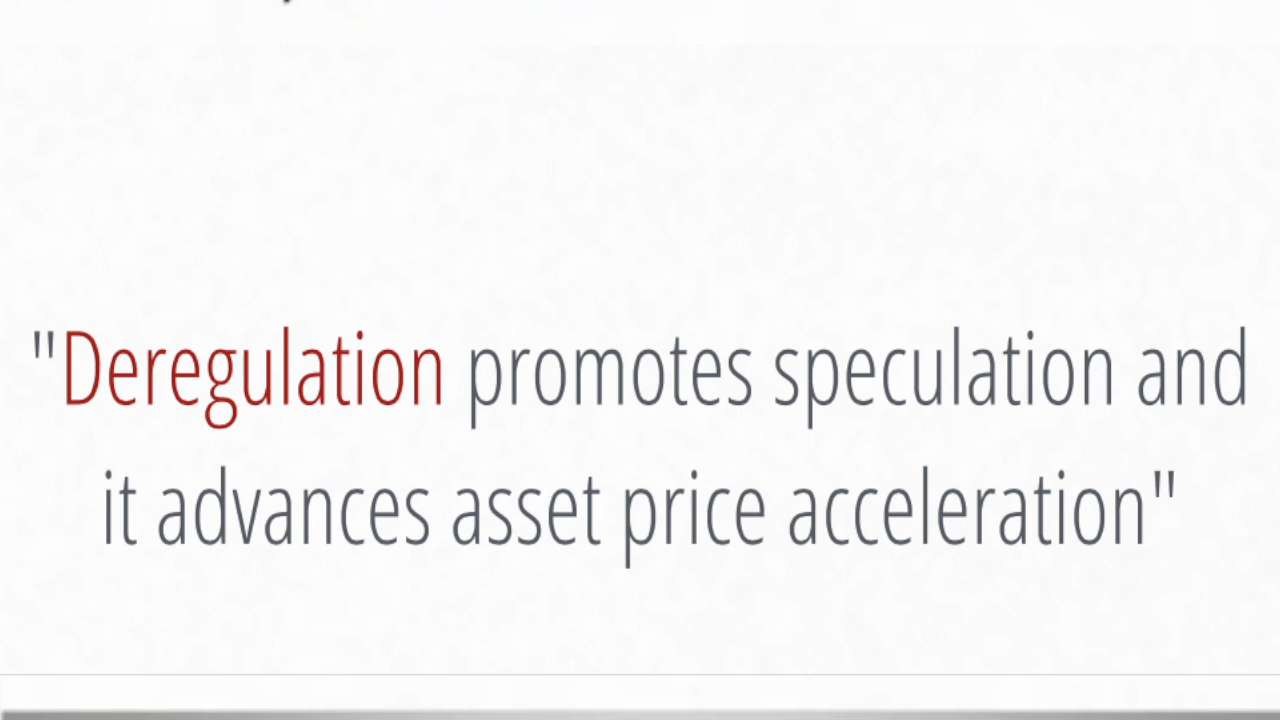 "Deregulation promotes speculation and
it advances asset price acceleration"